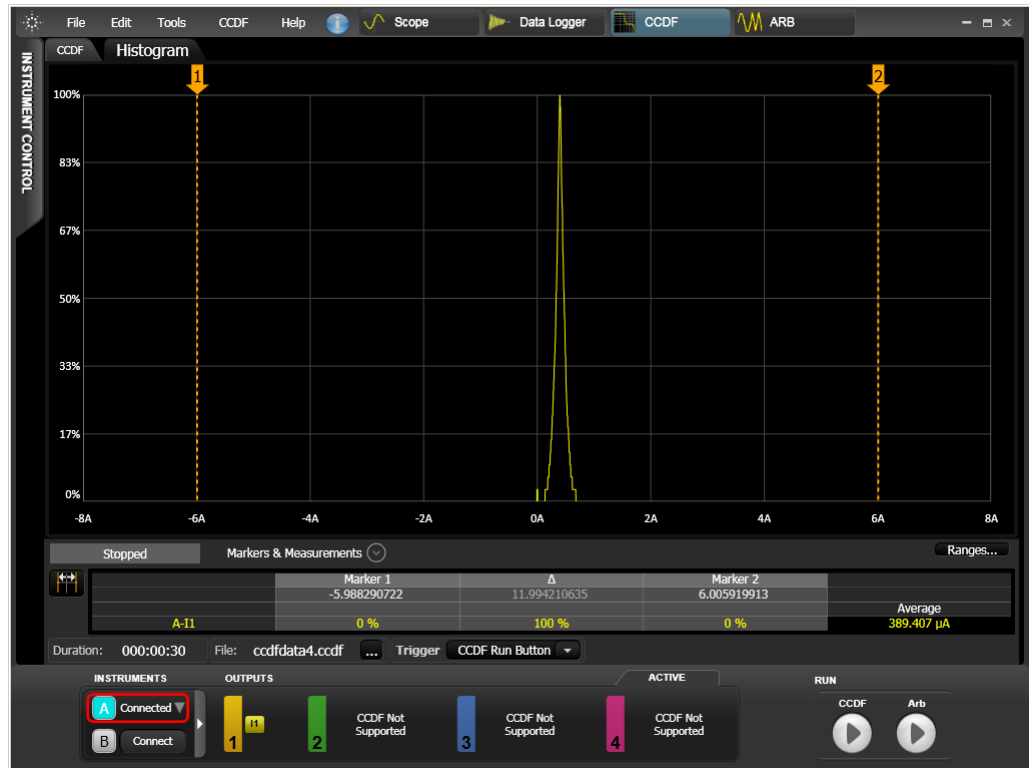 File Edit Tools CCDF Help i Scope Data Logger CCDF ARB
INSTRUMENT CONTROL
CCDF Histogram
1 2
100%
83%
67%
50%
33%
17%
0%
-8A -6A -4A -2A 0A 2A 4A 6A 8A
Stopped Markers & Measurements Ranges...
Marker 1 Δ Marker 2
-5.988290722 11.994210635 6.005919913
Average
A-I1 0 % 100 % 0 % 389.407 µA
Duration: 000:00:30 File: ccdfdata4.ccdf ... Trigger CCDF Run Button
INSTRUMENTS OUTPUTS ACTIVE RUN
A Connected
B Connect
1 I1
2 CCDF Not
Supported
3 CCDF Not
Supported
4 CCDF Not
Supported
CCDF Arb